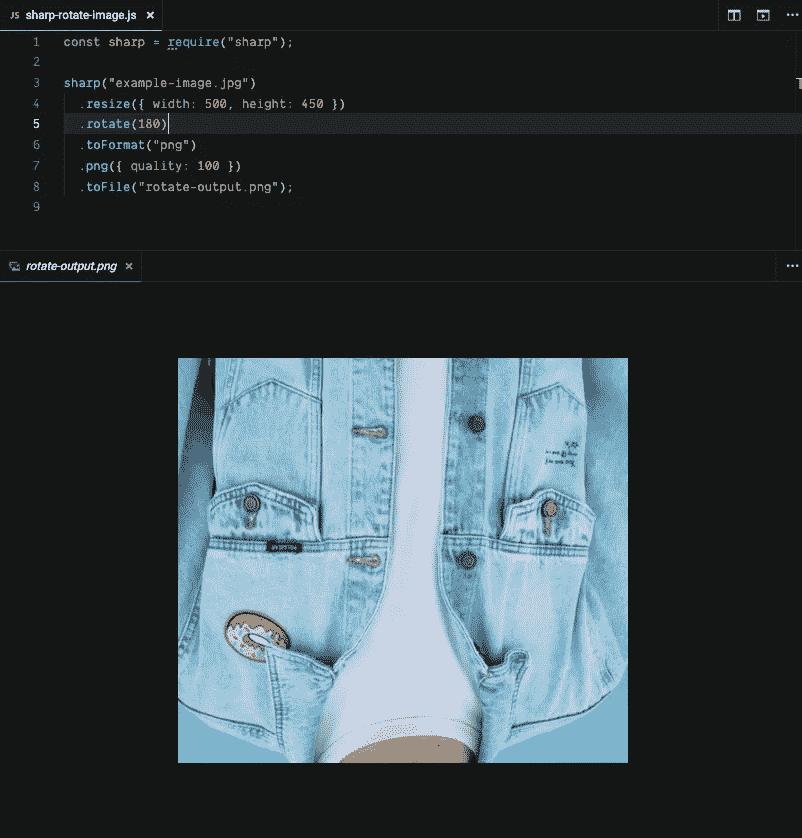 JS sharp-rotate-image.js ×
1 const sharp = require("sharp");
2
3 sharp("example-image.jpg")
4 .resize({ width: 500, height: 450 })
5 .rotate(180)
6 .toFormat("png")
7 .png({ quality: 100 })
8 .toFile("rotate-output.png");
9
rotate-output.png ×